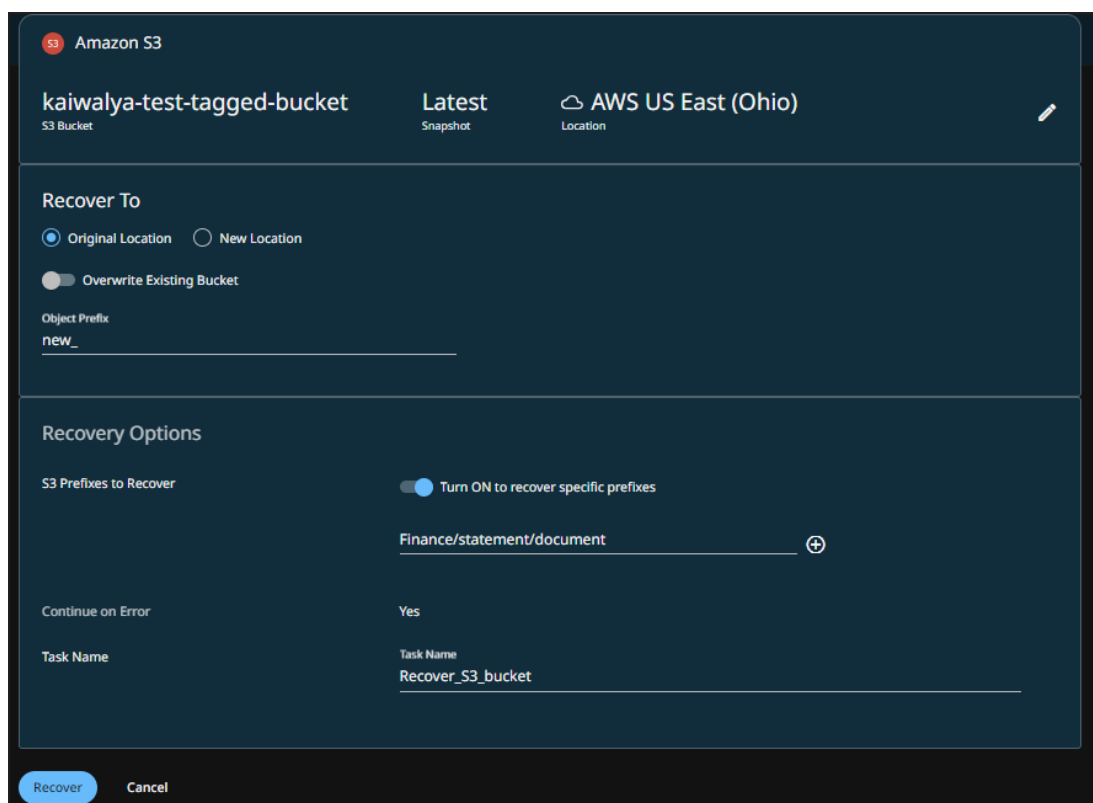 S3 Amazon S3
kaiwalya-test-tagged-bucket Latest AWS US East (Ohio)
S3 Bucket Snapshot Location
Recover To
Original Location New Location
Overwrite Existing Bucket
Object Prefix
new_
Recovery Options
S3 Prefixes to Recover Turn ON to recover specific prefixes
Finance/statement/document
Continue on Error Yes
Task Name Task Name
Recover_S3_bucket
Recover Cancel